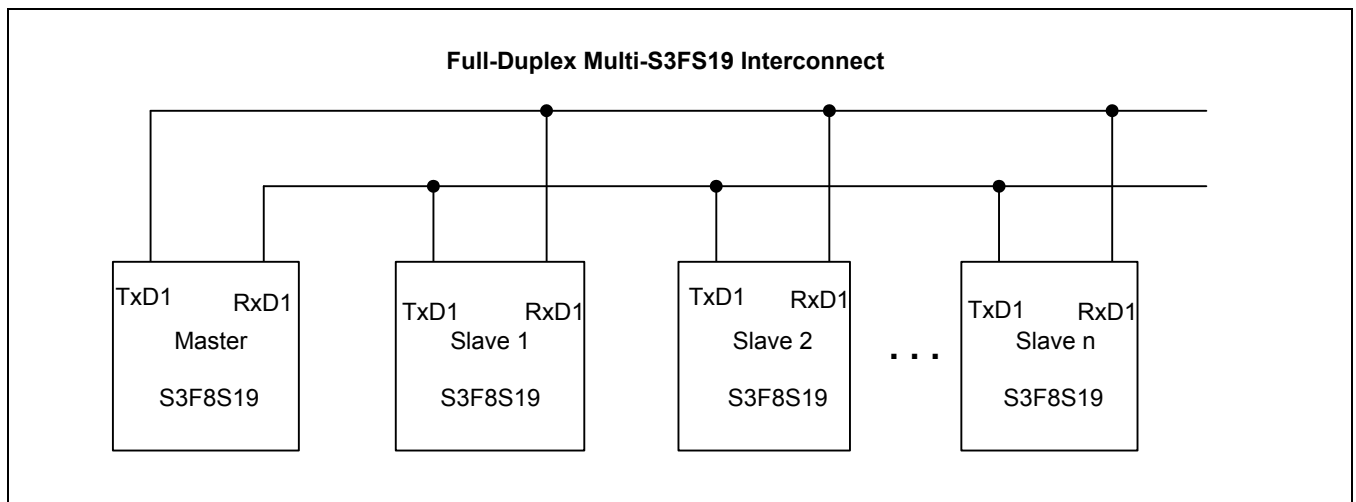 Full-Duplex Multi-S3FS19 Interconnect
TxD1 RxD1
Master
S3F8S19
TxD1 RxD1
Slave 1
S3F8S19
TxD1 RxD1
Slave 2
S3F8S19
. . .
TxD1 RxD1
Slave n
S3F8S19